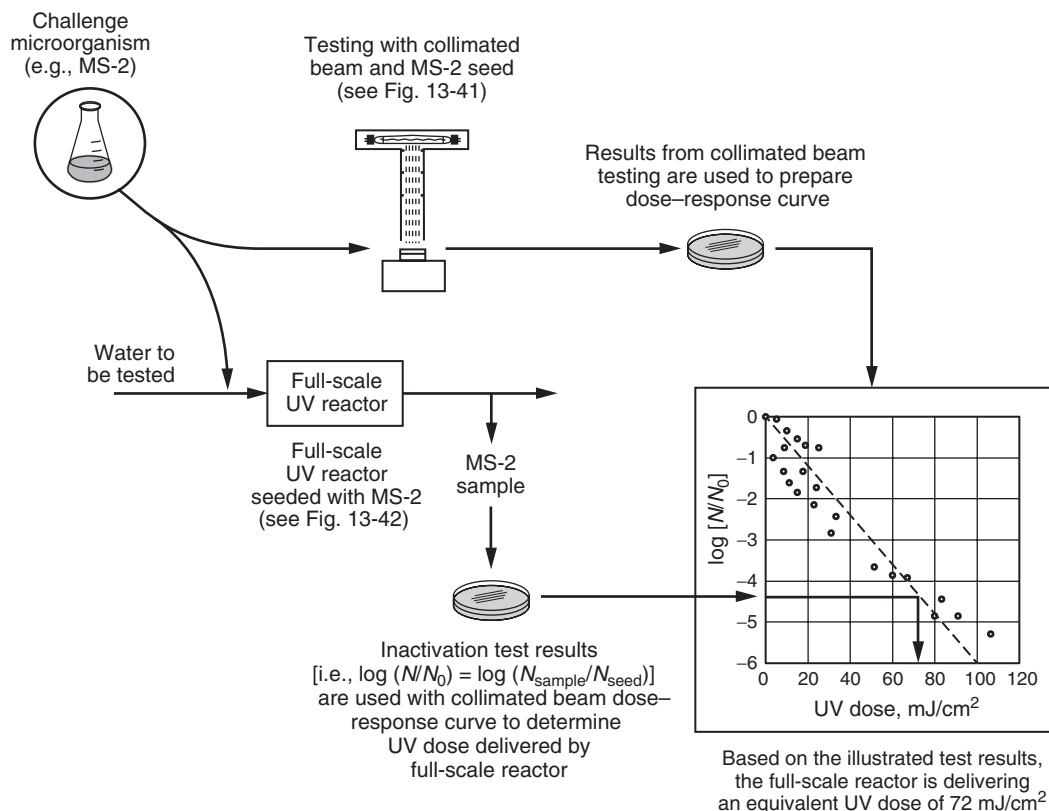 Challenge
microorganism
(e.g., MS-2)
Testing with collimated
beam and MS-2 seed
(see Fig. 13-41)
Results from collimated beam
testing are used to prepare
dose–response curve
Water to
be tested
Full-scale
UV reactor
Full-scale
UV reactor
seeded with MS-2
(see Fig. 13-42)
MS-2
sample
Inactivation test results
[i.e., log (N/N0) = log (Nsample/Nseed)]
are used with collimated beam dose–
response curve to determine
UV dose delivered by
full-scale reactor
log [N/N0]
0
–1
–2
–3
–4
–5
–6
0 20 40 60 80 100 120
UV dose, mJ/cm²
Based on the illustrated test results,
the full-scale reactor is delivering
an equivalent UV dose of 72 mJ/cm²